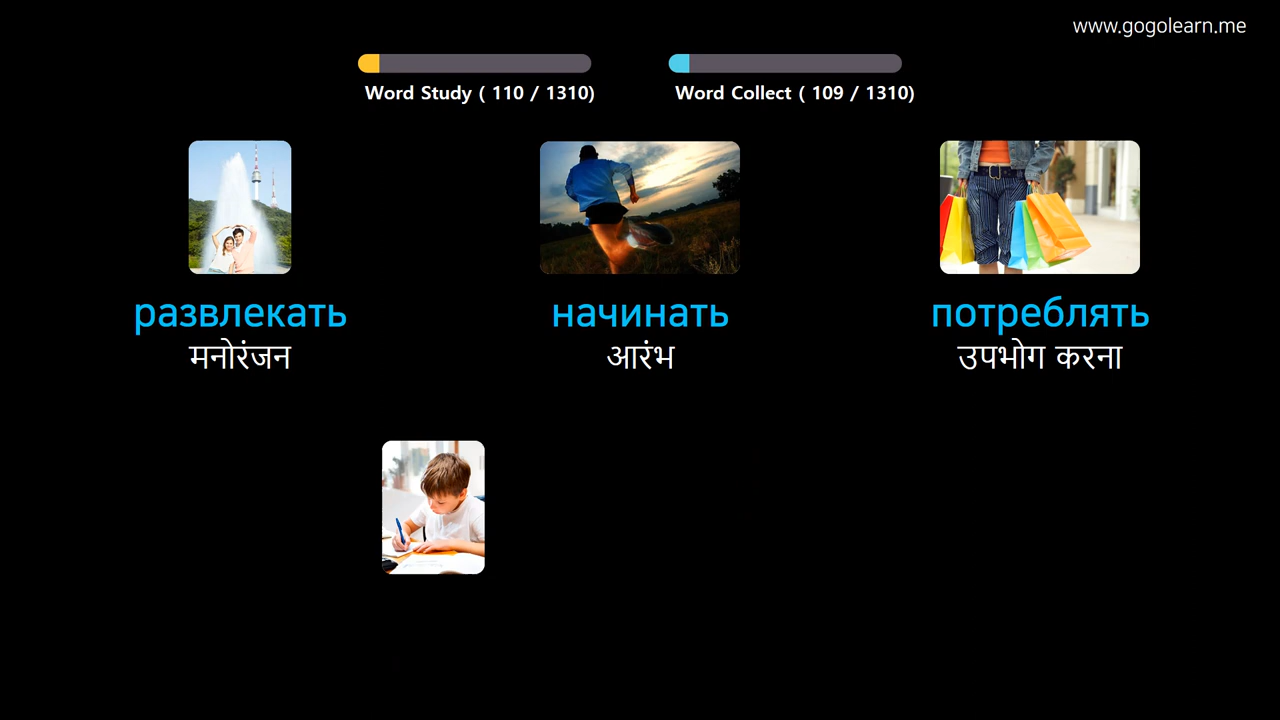 www.gogolearn.me
Word Study ( 110 / 1310)
Word Collect ( 109 / 1310)
развлекать
मनोरंजन
начинать
आरंभ
потреблять
उपभोग करना